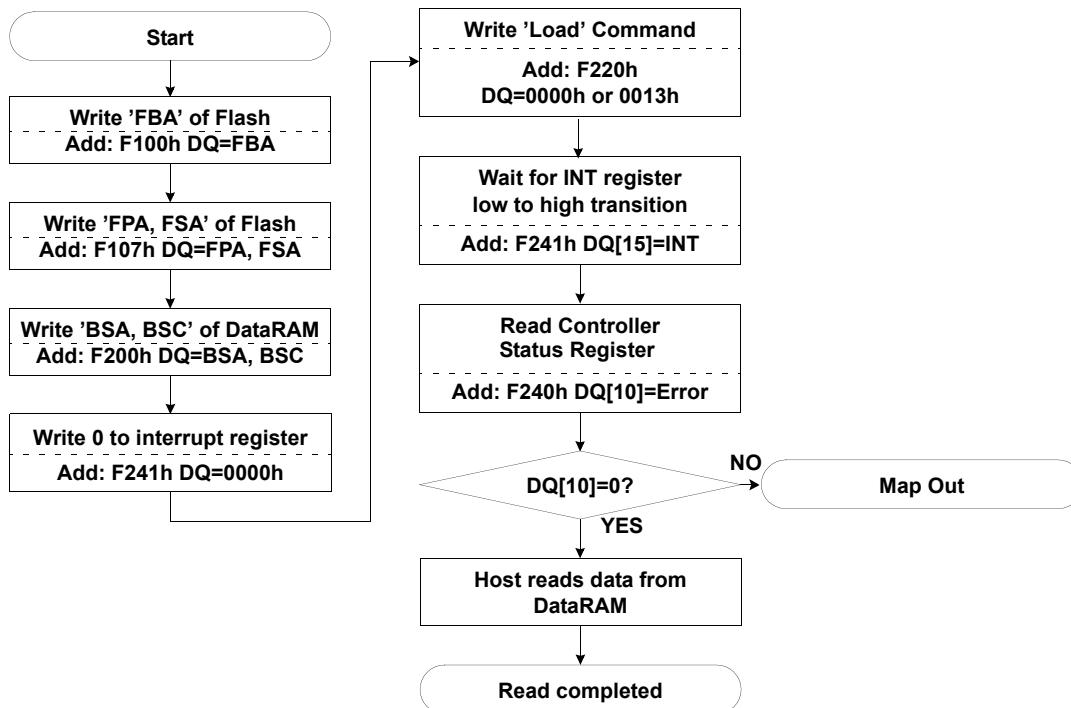 Start
Write ’FBA’ of Flash
Add: F100h DQ=FBA
Write ’FPA, FSA’ of Flash
Add: F107h DQ=FPA, FSA
Write ’BSA, BSC’ of DataRAM
Add: F200h DQ=BSA, BSC
Write 0 to interrupt register
Add: F241h DQ=0000h
Write ’Load’ Command
Add: F220h
DQ=0000h or 0013h
Wait for INT register
low to high transition
Add: F241h DQ[15]=INT
Read Controller
Status Register
Add: F240h DQ[10]=Error
DQ[10]=0?
NO
Map Out
YES
Host reads data from
DataRAM
Read completed